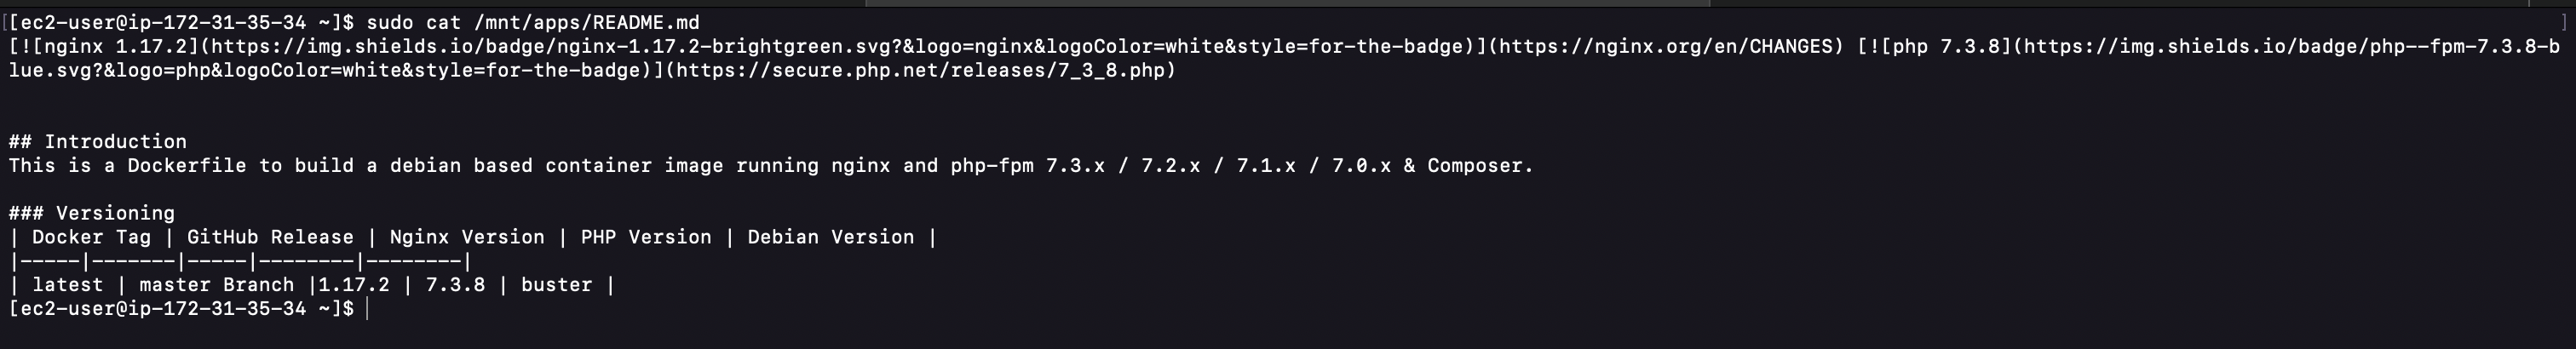 [[ec2-user@ip-172-31-35-34 ~]$ sudo cat /mnt/apps/README.md ]
[![nginx 1.17.2](https://img.shields.io/badge/nginx-1.17.2-brightgreen.svg?&logo=nginx&logoColor=white&style=for-the-badge)](https://nginx.org/en/CHANGES) [![php 7.3.8](https://img.shields.io/badge/php--fpm-7.3.8-b
lue.svg?&logo=php&logoColor=white&style=for-the-badge)](https://secure.php.net/releases/7_3_8.php)
## Introduction
This is a Dockerfile to build a debian based container image running nginx and php-fpm 7.3.x / 7.2.x / 7.1.x / 7.0.x & Composer.
### Versioning
| Docker Tag | GitHub Release | Nginx Version | PHP Version | Debian Version |
|-----|-------|-----|--------|--------|
| latest | master Branch |1.17.2 | 7.3.8 | buster |
[ec2-user@ip-172-31-35-34 ~]$